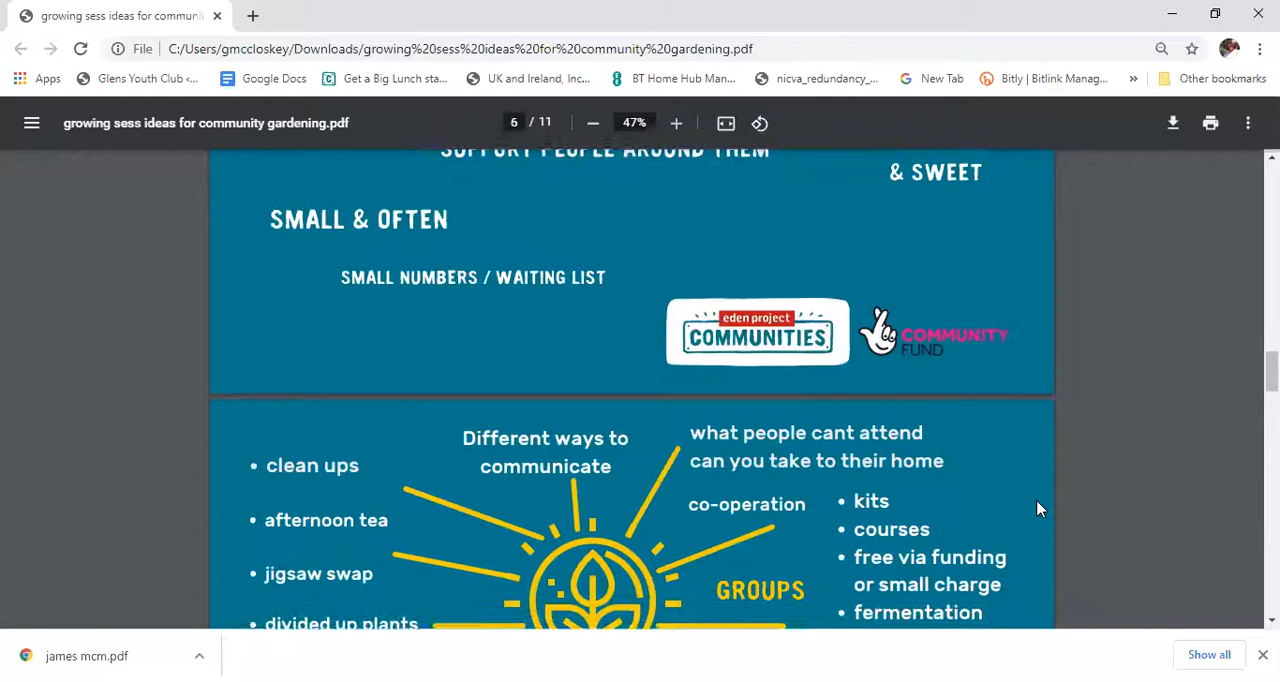 growing sess ideas for communi
File
C:/Users/gmccloskey/Downloads/growing%20sess%20ideas%20for%20community%20gardening.pdf
Apps
Glens Youth Club ‹...
Google Docs
Get a Big Lunch sta...
UK and Ireland, Inc...
BT Home Hub Man...
nicva_redundancy_...
New Tab
Bitly | Bitlink Manag...
»
Other bookmarks
growing sess ideas for community gardening.pdf
6 / 11
47%
SUPPORT PEOPLE AROUND THEM
& SWEET
SMALL & OFTEN
SMALL NUMBERS / WAITING LIST
eden project
COMMUNITIES
COMMUNITY
FUND
• clean ups
• afternoon tea
• jigsaw swap
• divided up plants
Different ways to
communicate
what people cant attend
can you take to their home
co-operation
GROUPS
• kits
• courses
• free via funding
or small charge
• fermentation
james mcm.pdf
Show all